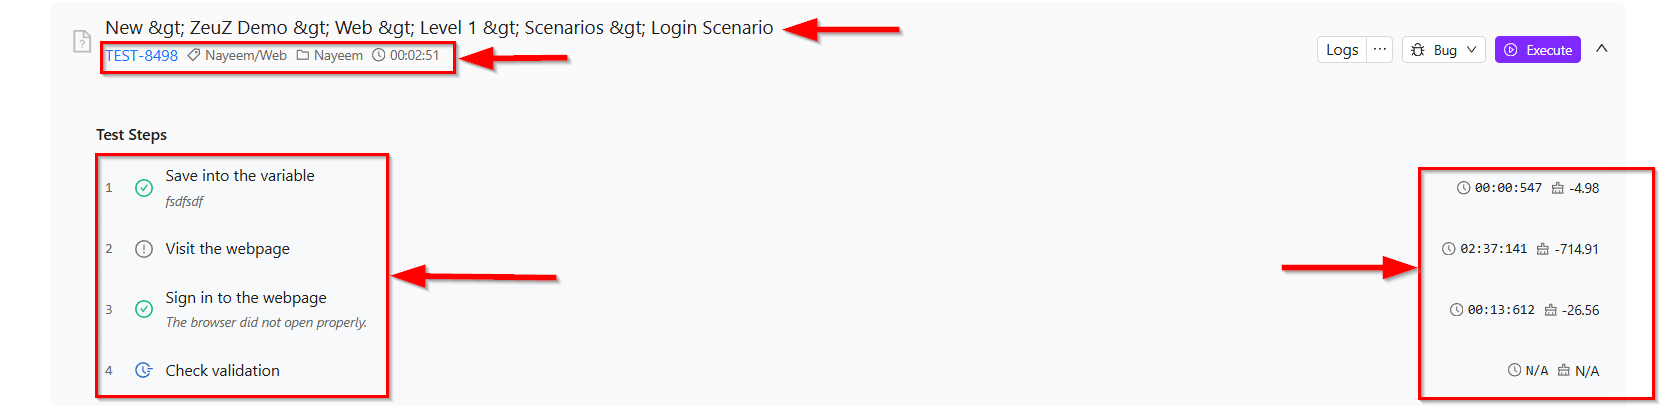 New &gt; ZeuZ Demo &gt; Web &gt; Level 1 &gt; Scenarios &gt; Login Scenario
TEST-8498 Nayeem/Web Nayeem 00:02:51
Logs ··· Bug Execute
Test Steps
1 Save into the variable 00:00:547 -4.98
fsdfsdf
2 Visit the webpage 02:37:141 -714.91
3 Sign in to the webpage 00:13:612 -26.56
The browser did not open properly.
4 Check validation N/A N/A